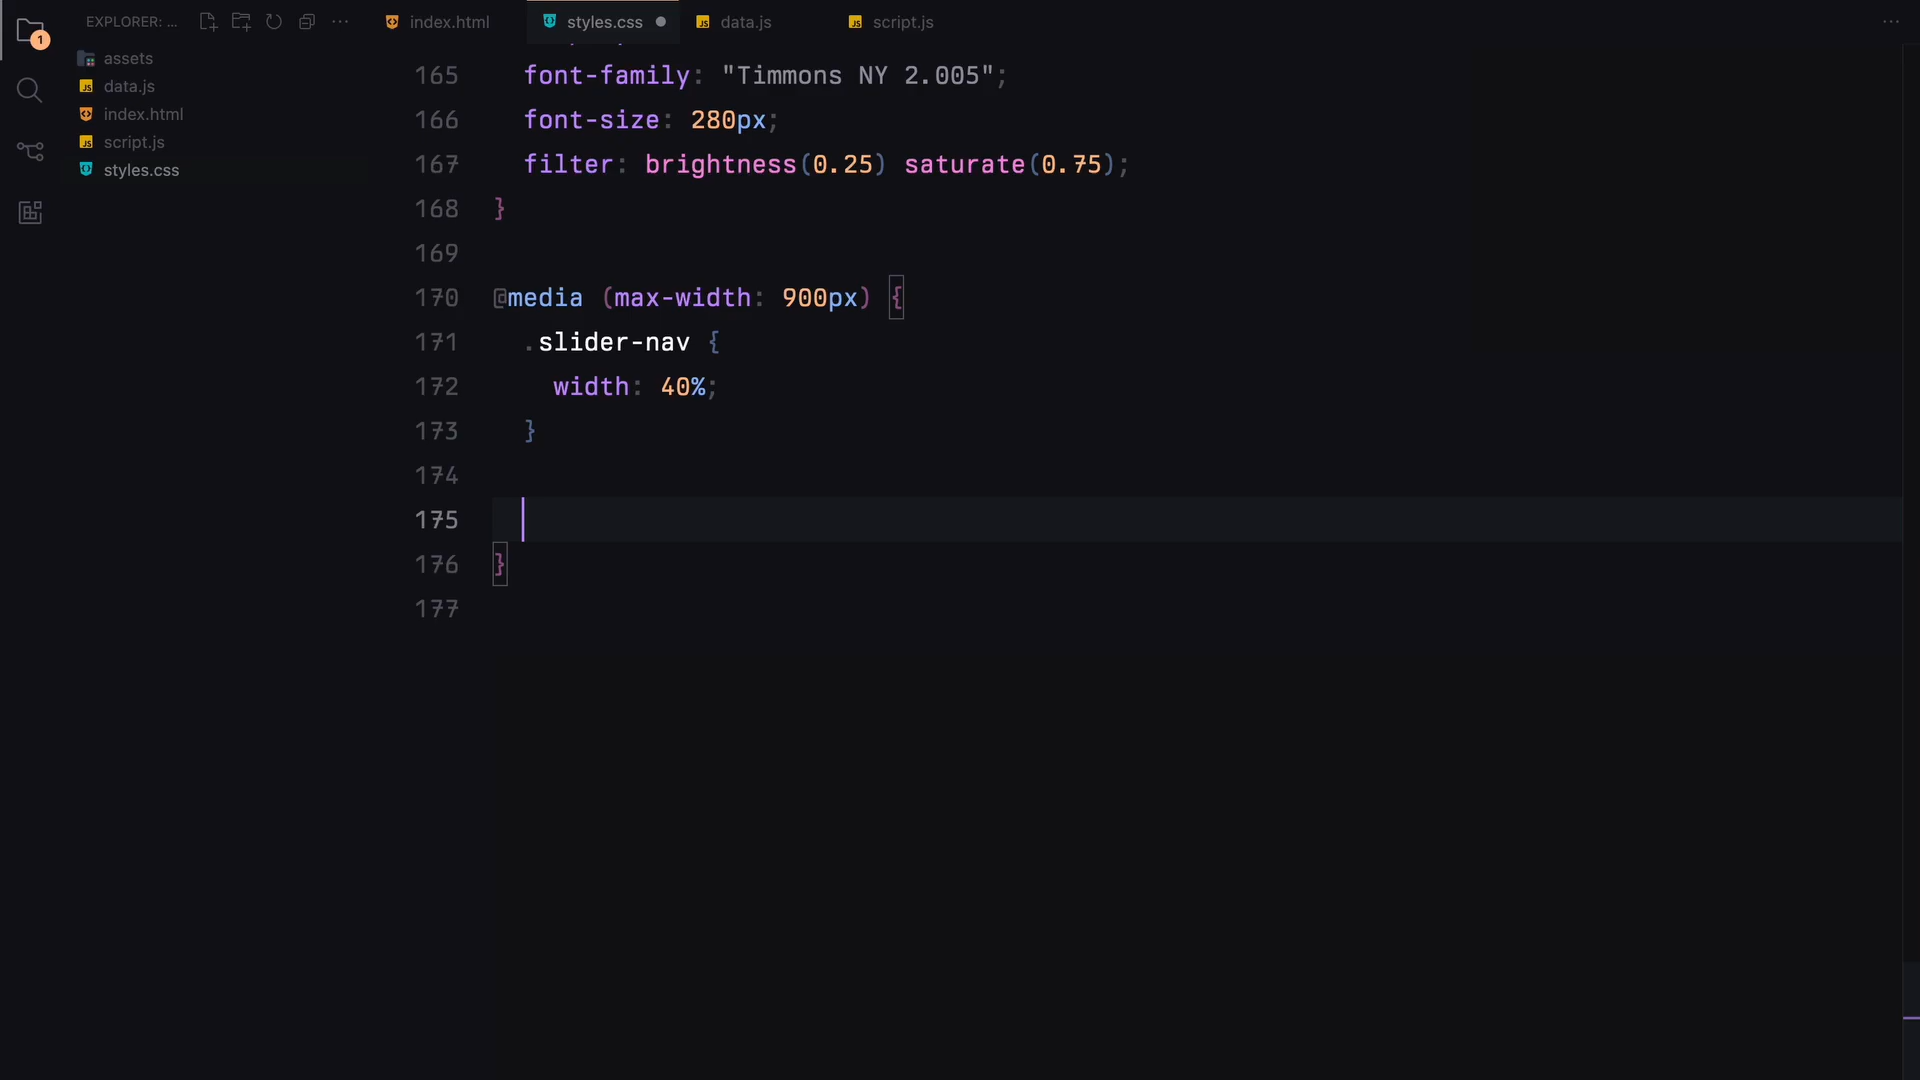 EXPLORER: ...
1
assets
data.js
index.html
script.js
styles.css
index.html
styles.css
data.js
script.js
165 font-family: "Timmons NY 2.005";
166 font-size: 280px;
167 filter: brightness(0.25) saturate(0.75);
168 }
169
170 @media (max-width: 900px) {
171 .slider-nav {
172 width: 40%;
173 }
174
175
176 }
177